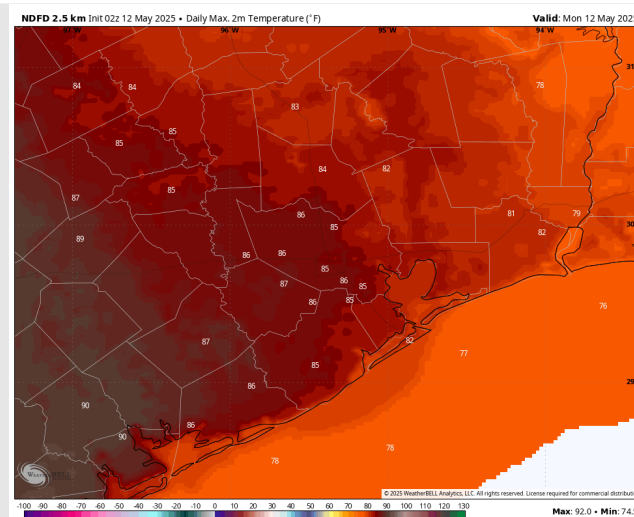 NDFD 2.5 km Init 02z 12 May 2025 • Daily Max. 2m Temperature (°F)
Valid: Mon 12 May 202
97°W 96°W 95°W 94°W
31
84 84 83 78
85 85
84 82
87 85
86 81 79
85 82 30
89 86 86
85
87 86 85
86 85 76
87 82 77
85 29
86
90
86
90
78 78
WeatherBELL
© 2025 WeatherBELL Analytics, LLC. All rights reserved. License required for commercial distributi
-100 -90 -80 -70 -60 -50 -40 -30 -20 -10 0 10 20 30 40 50 60 70 80 90 100 110 120 130
Max: 92.0 • Min: 74.